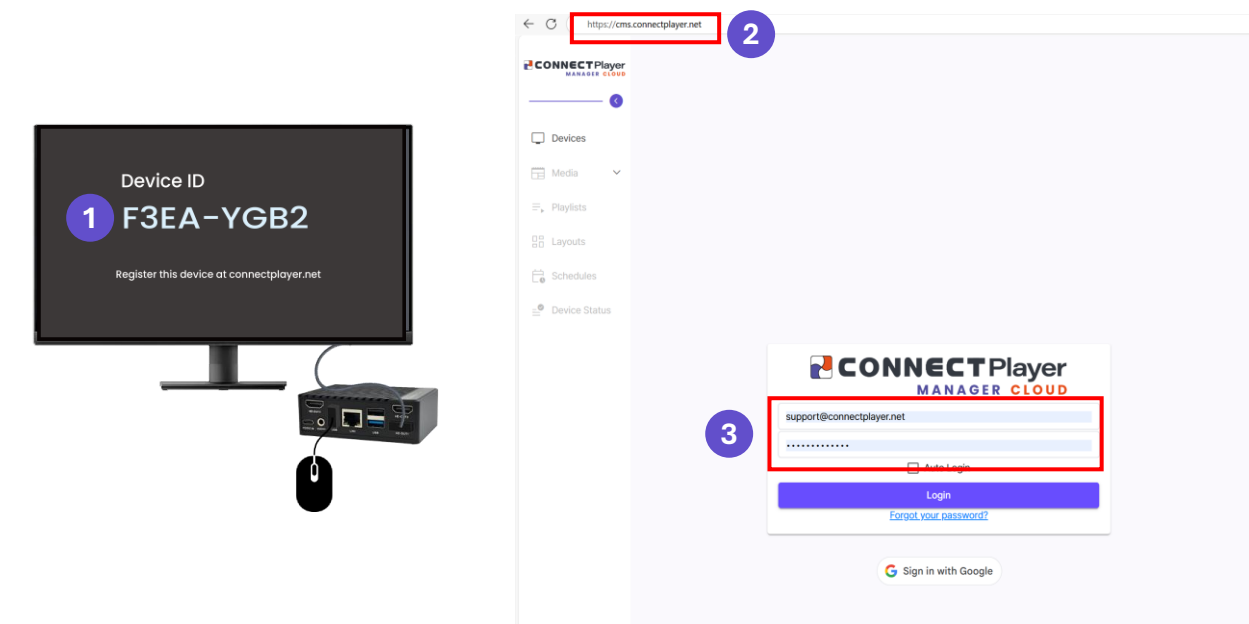 Device ID
1
F3EA-YGB2
Register this device at connectplayer.net
https://cms.connectplayer.net
2
CONNECTPlayer
MANAGER CLOUD
Devices
Media
Playlists
Layouts
Schedules
Device Status
CONNECTPlayer
MANAGER CLOUD
3
support@connectplayer.net
Auto Login
Login
Forgot your password?
Sign in with Google